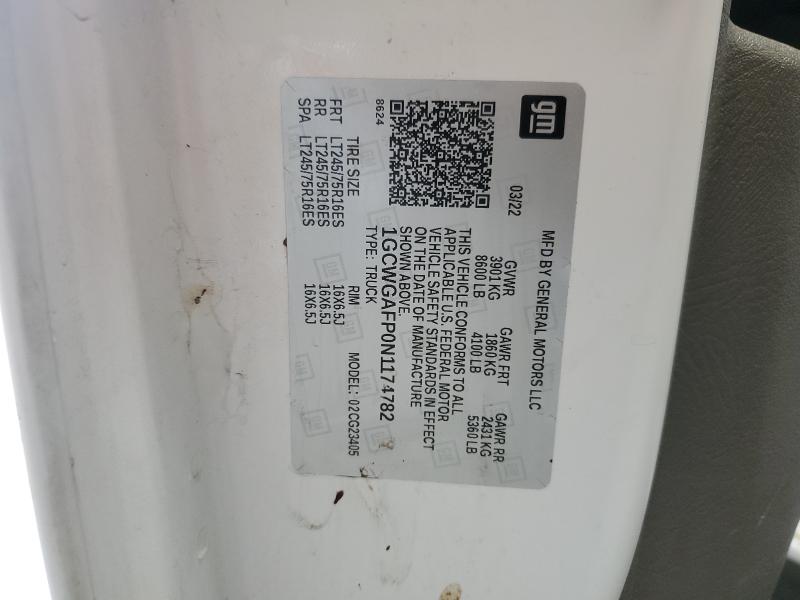 gm
MFD BY GENERAL MOTORS LLC
03/22
GVWR GAWR FRT GAWR RR
3901 KG 1860 KG 2431 KG
8600 LB 4100 LB 5360 LB
THIS VEHICLE CONFORMS TO ALL
APPLICABLE U.S. FEDERAL MOTOR
VEHICLE SAFETY STANDARDS IN EFFECT
ON THE DATE OF MANUFACTURE
SHOWN ABOVE.
1GCWGAFP0N1174782
TYPE: TRUCK MODEL: 02CG23405
8624
TIRE SIZE RIM
FRT LT245/75R16ES 16X6.5J
RR LT245/75R16ES 16X6.5J
SPA LT245/75R16ES 16X6.5J